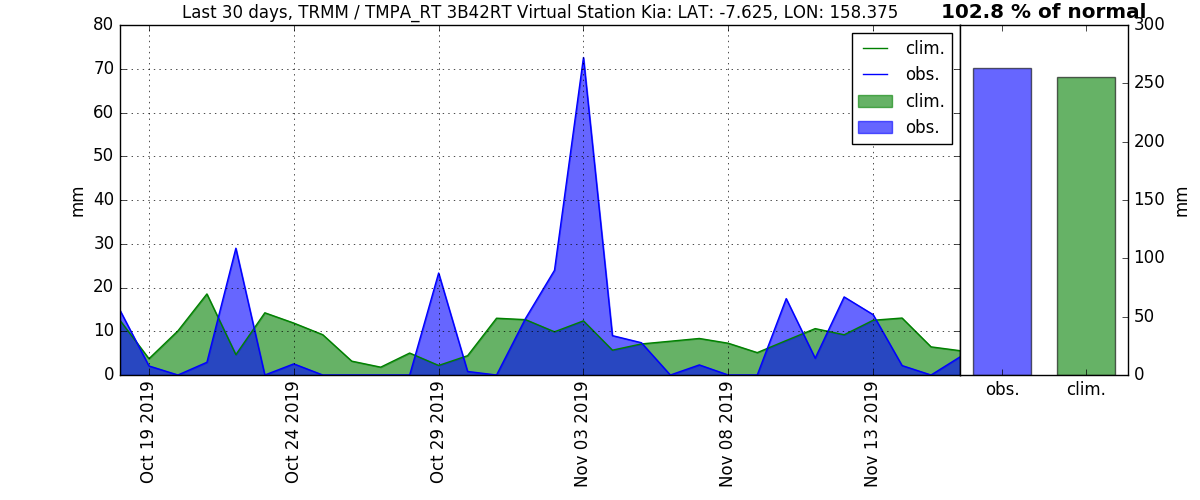 Last 30 days, TRMM / TMPA_RT 3B42RT Virtual Station Kia: LAT: -7.625, LON: 158.375
102.8 % of normal
80
70
60
50
40
30
20
10
0
mm
clim.
obs.
clim.
obs.
Oct 19 2019
Oct 24 2019
Oct 29 2019
Nov 03 2019
Nov 08 2019
Nov 13 2019
300
250
200
150
100
50
0
mm
obs.
clim.